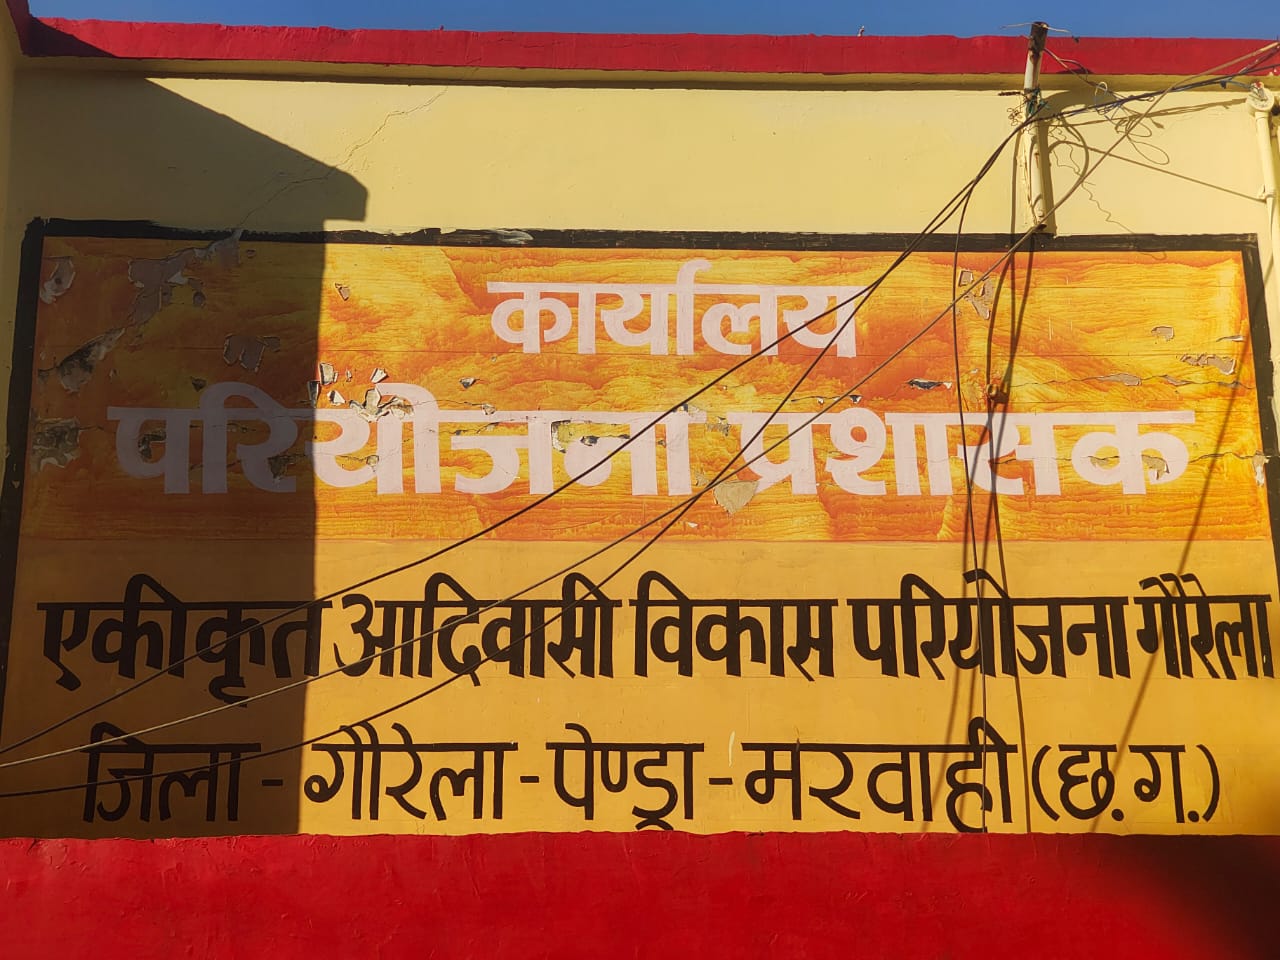 कार्यालय
परियोजना प्रशासक
एकीकृत आदिवासी विकास परियोजना गौरेला
जिला - गौरेला - पेण्ड्रा - मरवाही (छ.ग.)